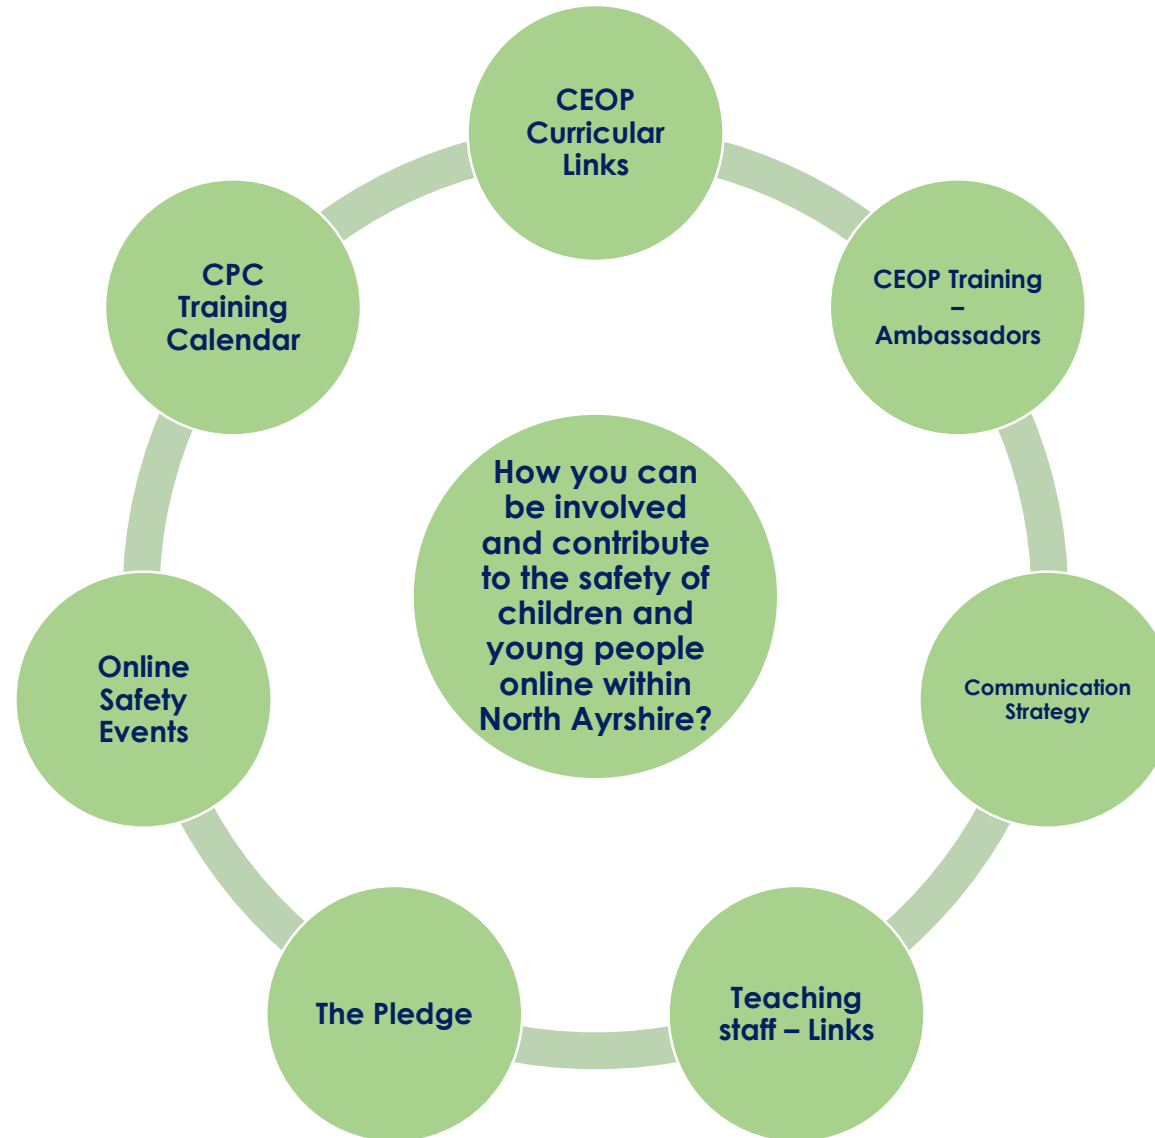 CEOP
Curricular
Links
CEOP Training
–
Ambassadors
Communication
Strategy
Teaching
staff – Links
The Pledge
Online
Safety
Events
CPC
Training
Calendar
How you can
be involved
and contribute
to the safety of
children and
young people
online within
North Ayrshire?